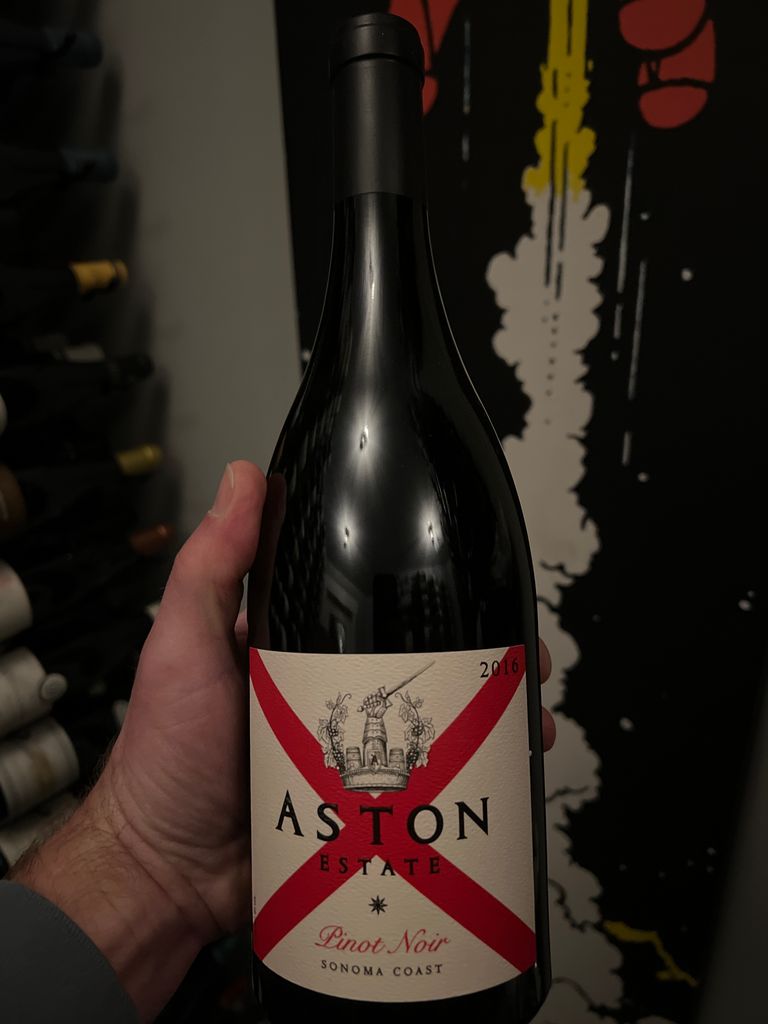 2016
ASTON
ESTATE
Pinot Noir
SONOMA COAST